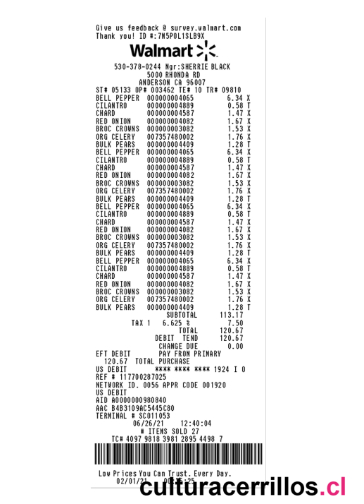 Give us feedback @ survey.walmart.com
Thank you! ID #:7N5P0L1SLB9X
Walmart
530-378-0244 Mgr:SHERRIE BLACK
5000 RHONDA RD
ANDERSON CA 96007
ST# 05133 OP# 003462 TE# 10 TR# 09810
BELL PEPPER 000000004065 6.34 X
CILANTRO 000000004889 0.58 T
CHARD 000000004587 1.47 X
RED ONION 000000004082 1.67 X
BROC CROWNS 000000003082 1.53 X
ORG CELERY 007357480002 1.76 X
BULK PEARS 000000004409 1.28 T
BELL PEPPER 000000004065 6.34 X
CILANTRO 000000004889 0.58 T
CHARD 000000004587 1.47 X
RED ONION 000000004082 1.67 X
BROC CROWNS 000000003082 1.53 X
ORG CELERY 007357480002 1.76 X
BULK PEARS 000000004409 1.28 T
BELL PEPPER 000000004065 6.34 X
CILANTRO 000000004889 0.58 T
CHARD 000000004587 1.47 X
RED ONION 000000004082 1.67 X
BROC CROWNS 000000003082 1.53 X
ORG CELERY 007357480002 1.76 X
BULK PEARS 000000004409 1.28 T
BELL PEPPER 000000004065 6.34 X
CILANTRO 000000004889 0.58 T
CHARD 000000004587 1.47 X
RED ONION 000000004082 1.67 X
BROC CROWNS 000000003082 1.53 X
ORG CELERY 007357480002 1.76 X
BULK PEARS 000000004409 1.28 T
SUBTOTAL 113.17
TAX 1 6.625 % 7.50
TOTAL 120.67
DEBIT TEND 120.67
CHANGE DUE 0.00
EFT DEBIT PAY FROM PRIMARY
120.67 TOTAL PURCHASE
US DEBIT **** **** **** 1924 I 0
REF # 117700287025
NETWORK ID. 0056 APPR CODE 001920
US DEBIT
AID A0000000980840
AAC B4B3109AC5445C80
TERMINAL # SC011053
06/26/21 12:40:04
# ITEMS SOLD 27
TC# 4097 9818 3981 2895 4498 7
Low Prices You Can Trust. Every Day.
02/01/21
culturacerrillos.cl